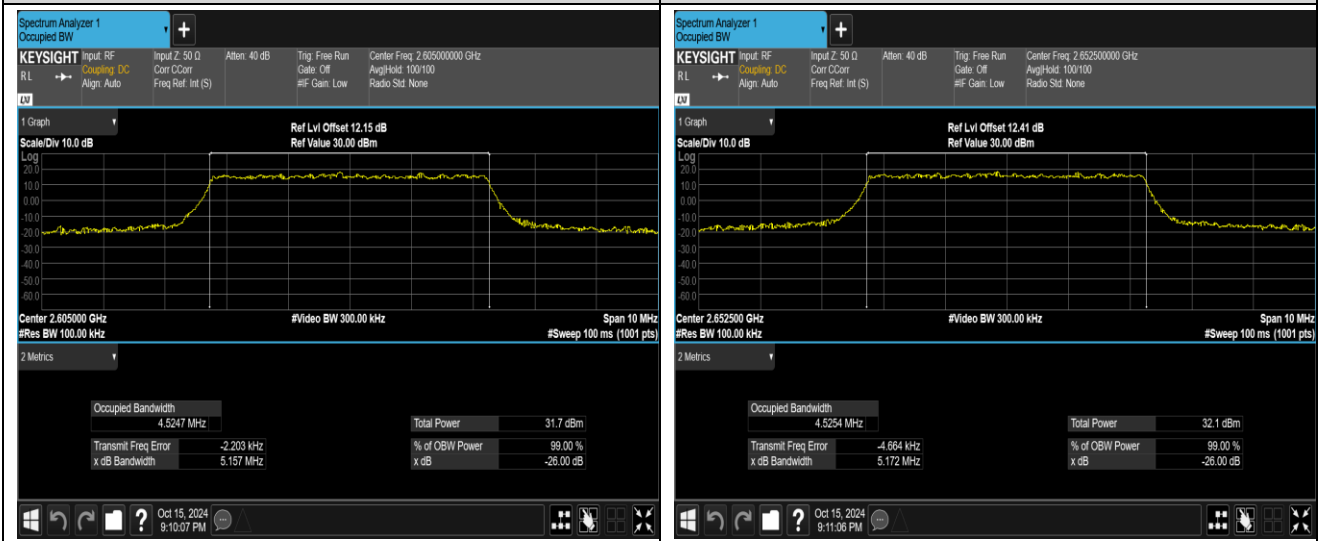 Spectrum Analyzer 1
Occupied BW
+
KEYSIGHT Input: RF Input Z: 50 Ω Atten: 40 dB Trig: Free Run Center Freq: 2.605000000 GHz
RL Coupling: DC Corr CCorr Gate: Off Avg|Hold: 100/100
Align: Auto Freq Ref: Int (S) #IF Gain: Low Radio Std: None
LXI
1 Graph
Ref Lvl Offset 12.15 dB
Scale/Div 10.0 dB Ref Value 30.00 dBm
Log
20.0
10.0
0.00
-10.0
-20.0
-30.0
-40.0
-50.0
-60.0
Center 2.605000 GHz #Video BW 300.00 kHz Span 10 MHz
#Res BW 100.00 kHz #Sweep 100 ms (1001 pts)
2 Metrics
Occupied Bandwidth
4.5247 MHz Total Power 31.7 dBm
Transmit Freq Error -2.203 kHz % of OBW Power 99.00 %
x dB Bandwidth 5.157 MHz x dB -26.00 dB
?
Oct 15, 2024
9:10:07 PM
Spectrum Analyzer 1
Occupied BW
+
KEYSIGHT Input: RF Input Z: 50 Ω Atten: 40 dB Trig: Free Run Center Freq: 2.652500000 GHz
RL Coupling: DC Corr CCorr Gate: Off Avg|Hold: 100/100
Align: Auto Freq Ref: Int (S) #IF Gain: Low Radio Std: None
LXI
1 Graph
Ref Lvl Offset 12.41 dB
Scale/Div 10.0 dB Ref Value 30.00 dBm
Log
20.0
10.0
0.00
-10.0
-20.0
-30.0
-40.0
-50.0
-60.0
Center 2.652500 GHz #Video BW 300.00 kHz Span 10 MHz
#Res BW 100.00 kHz #Sweep 100 ms (1001 pts)
2 Metrics
Occupied Bandwidth
4.5254 MHz Total Power 32.1 dBm
Transmit Freq Error -4.664 kHz % of OBW Power 99.00 %
x dB Bandwidth 5.172 MHz x dB -26.00 dB
?
Oct 15, 2024
9:11:06 PM